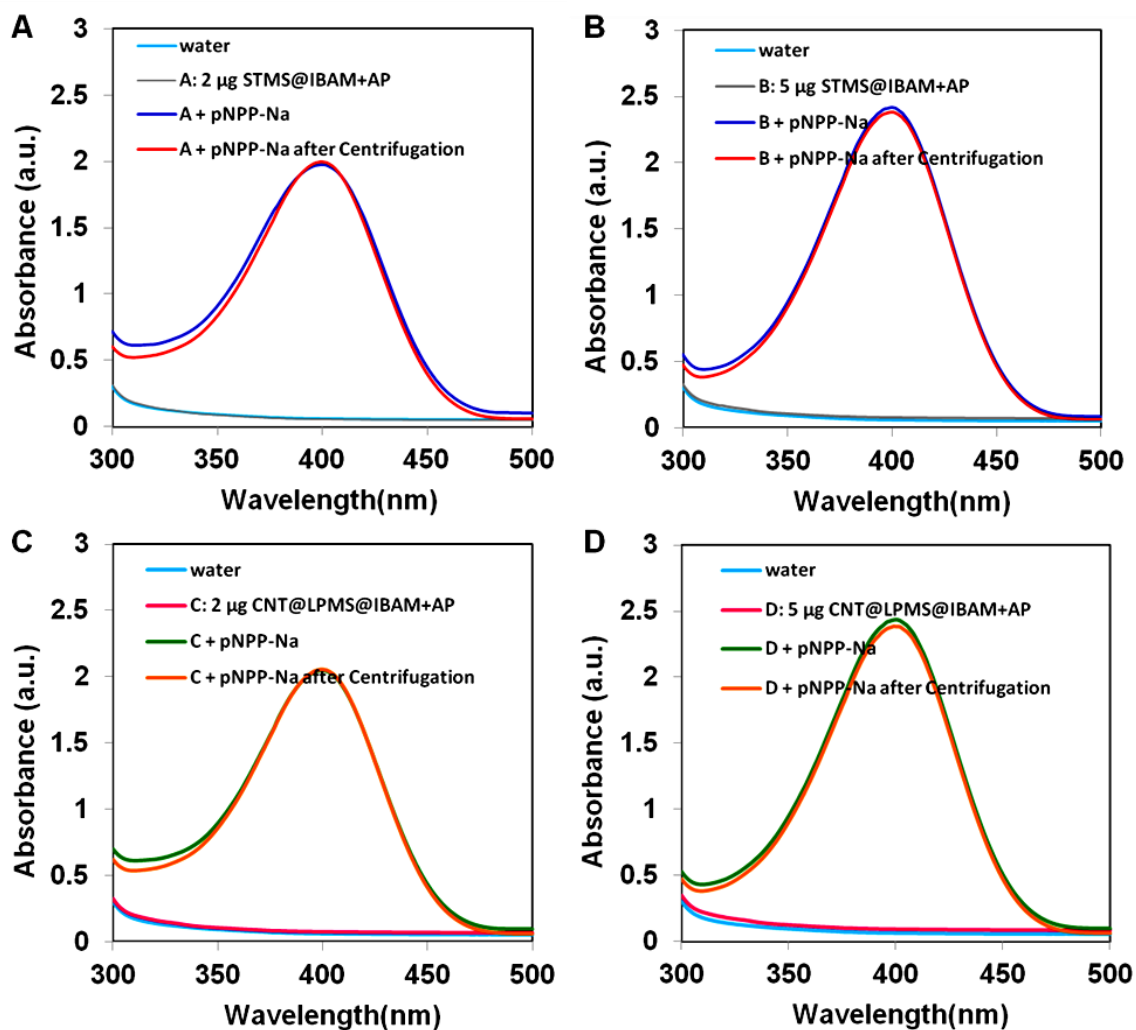 A
3
water
A: 2 µg STMS@IBAM+AP
2.5
A + pNPP-Na
A + pNPP-Na after Centrifugation
2
1.5
1
0.5
0
300
350
400
450
500
Absorbance (a.u.)
Wavelength(nm)
B
3
water
B: 5 µg STMS@IBAM+AP
2.5
B + pNPP-Na
B + pNPP-Na after Centrifugation
2
1.5
1
0.5
0
300
350
400
450
500
Absorbance (a.u.)
Wavelength(nm)
C
3
water
C: 2 µg CNT@LPMS@IBAM+AP
2.5
C + pNPP-Na
C + pNPP-Na after Centrifugation
2
1.5
1
0.5
0
300
350
400
450
500
Absorbance (a.u.)
Wavelength(nm)
D
3
water
D: 5 µg CNT@LPMS@IBAM+AP
2.5
D + pNPP-Na
D + pNPP-Na after Centrifugation
2
1.5
1
0.5
0
300
350
400
450
500
Absorbance (a.u.)
Wavelength(nm)